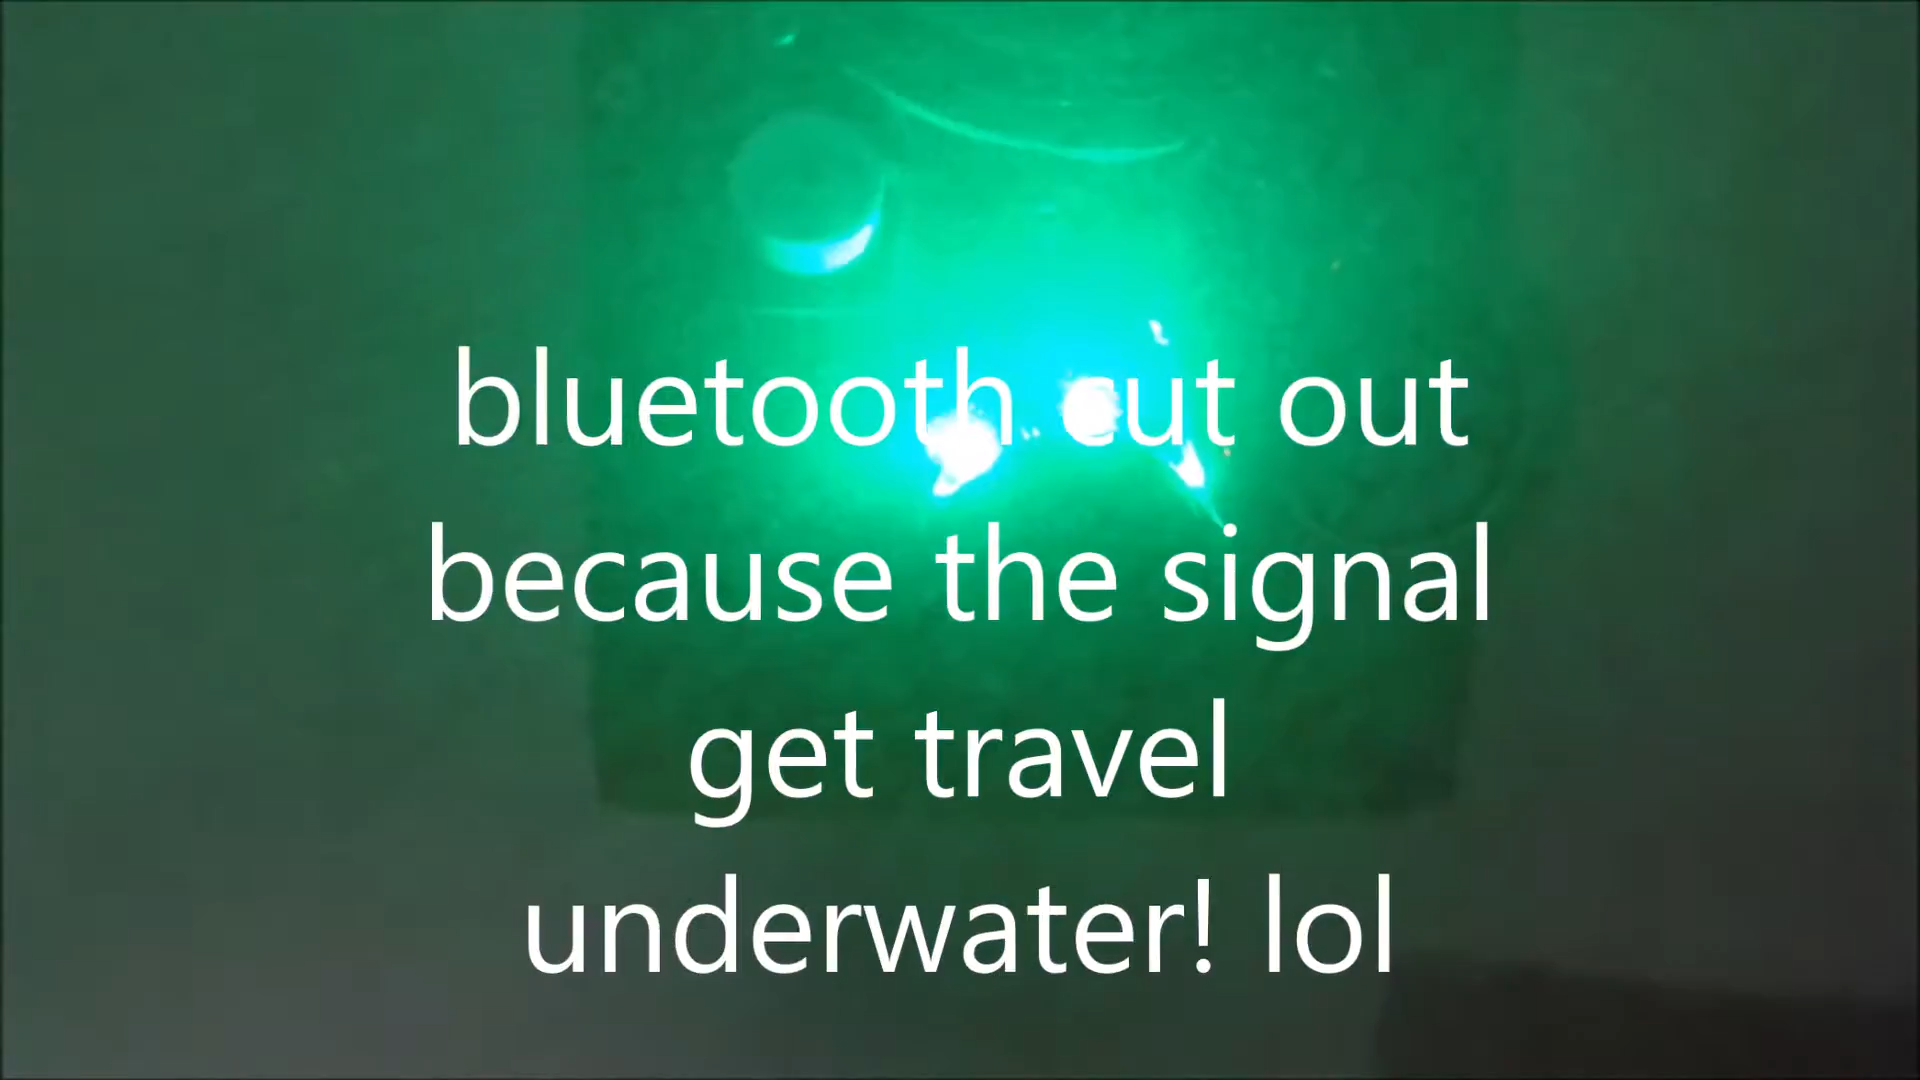 bluetooth cut out
because the signal
get travel
underwater! lol